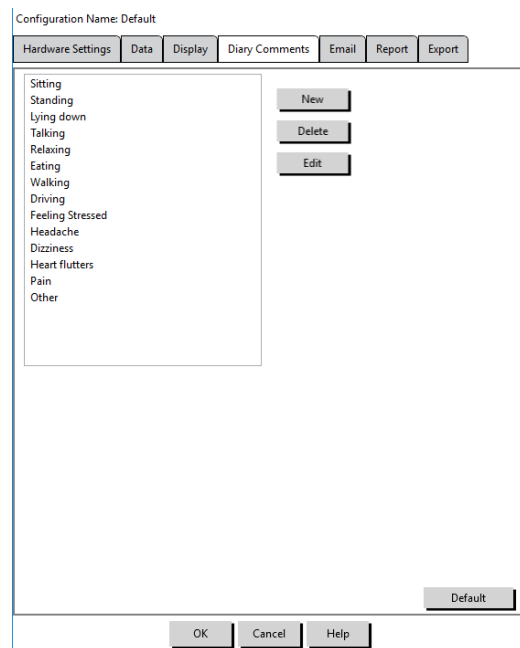 Configuration Name: Default
Hardware Settings Data Display Diary Comments Email Report Export
Sitting
Standing
Lying down
Talking
Relaxing
Eating
Walking
Driving
Feeling Stressed
Headache
Dizziness
Heart flutters
Pain
Other
New
Delete
Edit
Default
OK Cancel Help